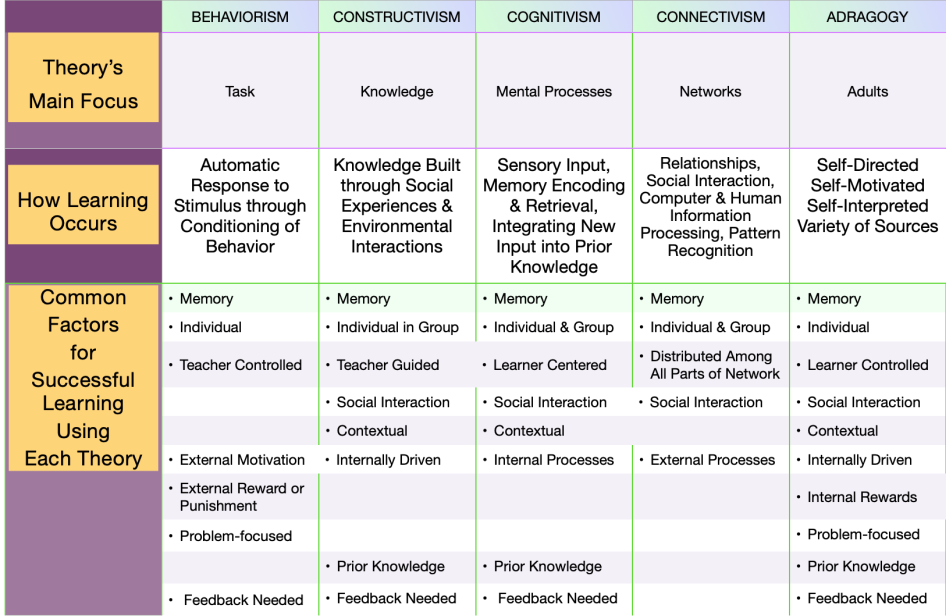 BEHAVIORISM CONSTRUCTIVISM COGNITIVISM CONNECTIVISM ADRAGOGY
Theory's
Main Focus
Task
Knowledge
Mental Processes
Networks
Adults
How Learning
Occurs
Automatic
Response to
Stimulus through
Conditioning of
Behavior
Knowledge Built
through Social
Experiences &
Environmental
Interactions
Sensory Input,
Memory Encoding
& Retrieval,
Integrating New
Input into Prior
Knowledge
Relationships,
Social Interaction,
Computer & Human
Information
Processing, Pattern
Recognition
Self-Directed
Self-Motivated
Self-Interpreted
Variety of Sources
Common
Factors
for
Successful
Learning
Using
Each Theory
• Memory • Memory • Memory • Memory • Memory
• Individual • Individual in Group • Individual & Group • Individual & Group • Individual
• Teacher Controlled • Teacher Guided • Learner Centered • Distributed Among
All Parts of Network
• Learner Controlled
• Social Interaction • Social Interaction • Social Interaction • Social Interaction
• Contextual • Contextual • Contextual
• External Motivation • Internally Driven • Internal Processes • External Processes • Internally Driven
• External Reward or
Punishment
• Internal Rewards
• Problem-focused • Problem-focused
• Prior Knowledge • Prior Knowledge • Prior Knowledge
• Feedback Needed • Feedback Needed • Feedback Needed • Feedback Needed